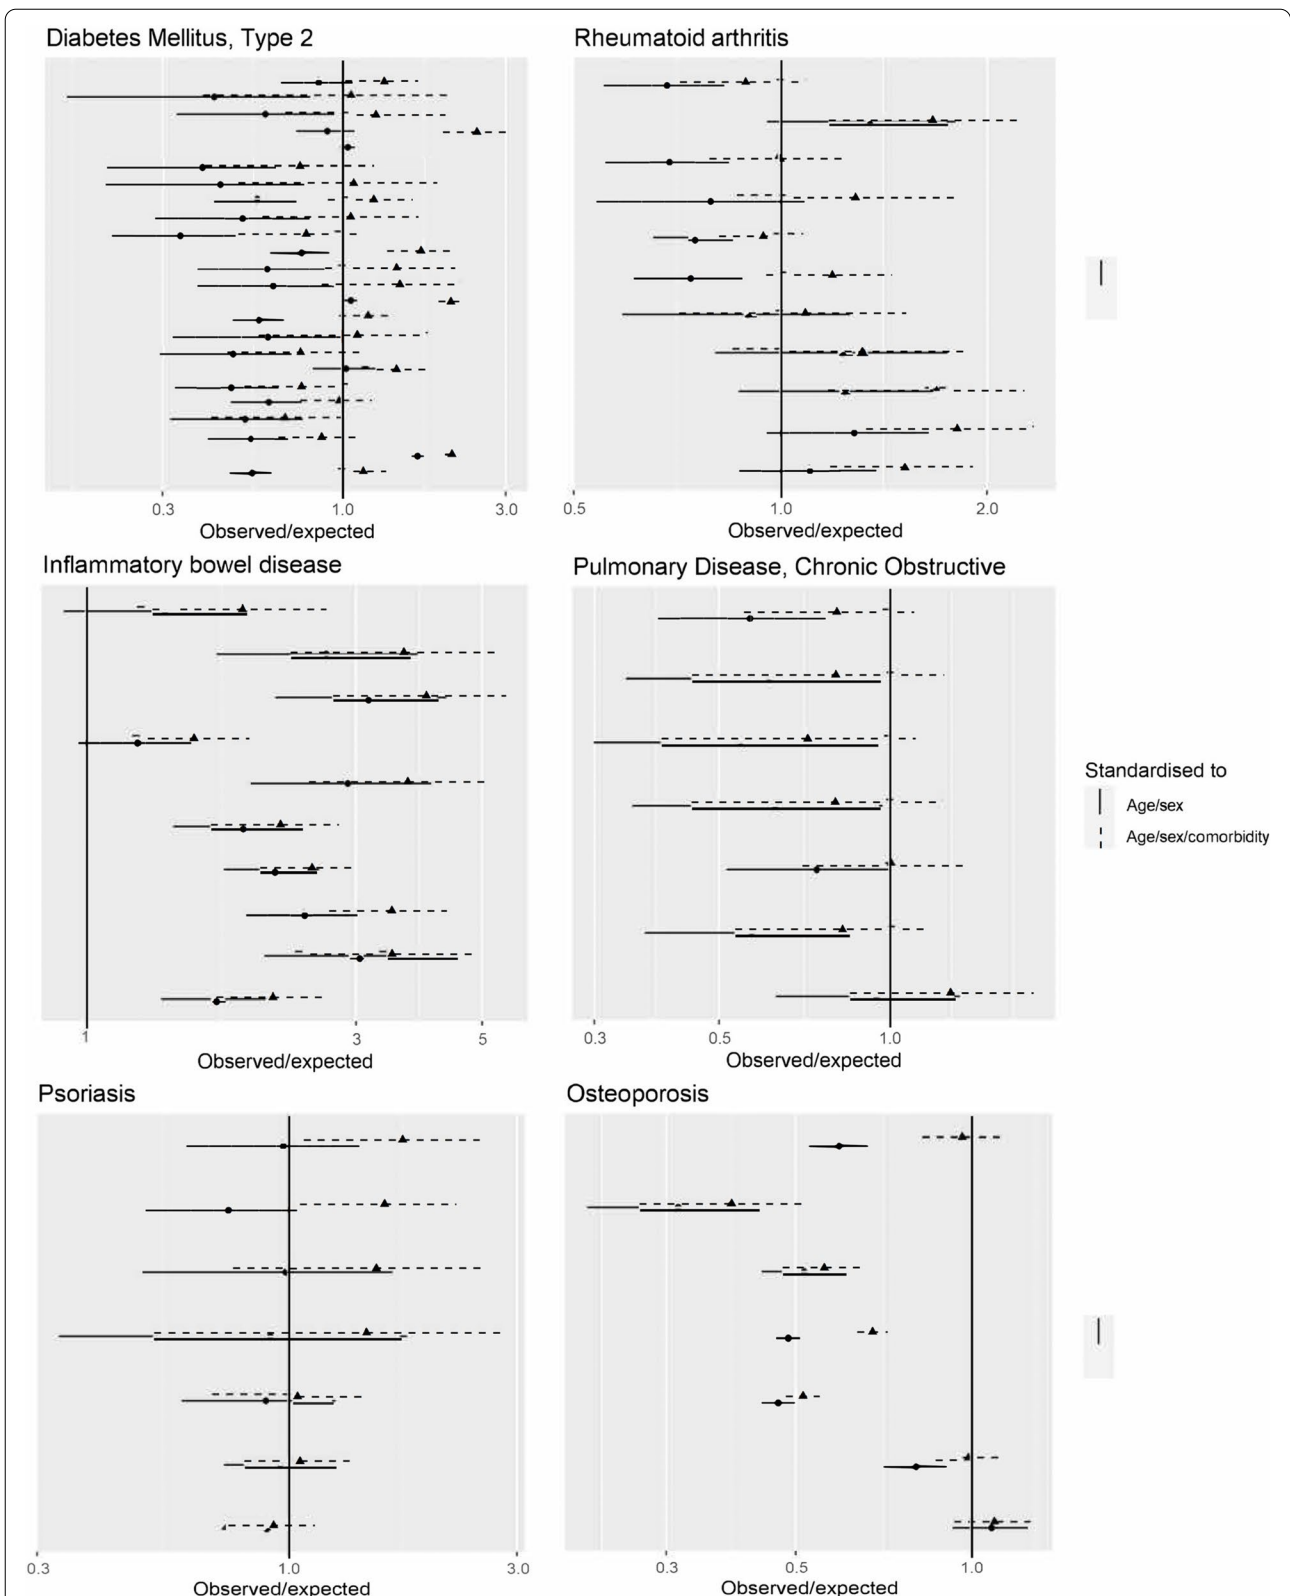 Diabetes Mellitus, Type 2
Rheumatoid arthritis
0.3 1.0 3.0
0.5 1.0 2.0
Observed/expected
Observed/expected
Inflammatory bowel disease
Pulmonary Disease, Chronic Obstructive
Standardised to
Age/sex
Age/sex/comorbidity
1 3 5
0.3 0.5 1.0
Observed/expected
Observed/expected
Psoriasis
Osteoporosis
0.3 1.0 3.0
0.3 0.5 1.0
Observed/expected
Observed/expected